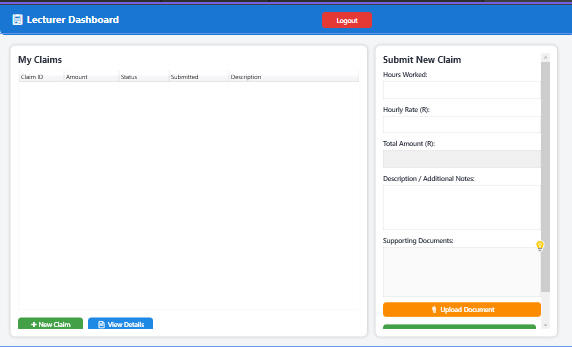 Lecturer Dashboard
Logout
My Claims
Claim ID Amount Status Submitted Description
+ New Claim
View Details
Submit New Claim
Hours Worked:
Hourly Rate (R):
Total Amount (R):
Description / Additional Notes:
Supporting Documents:
Upload Document